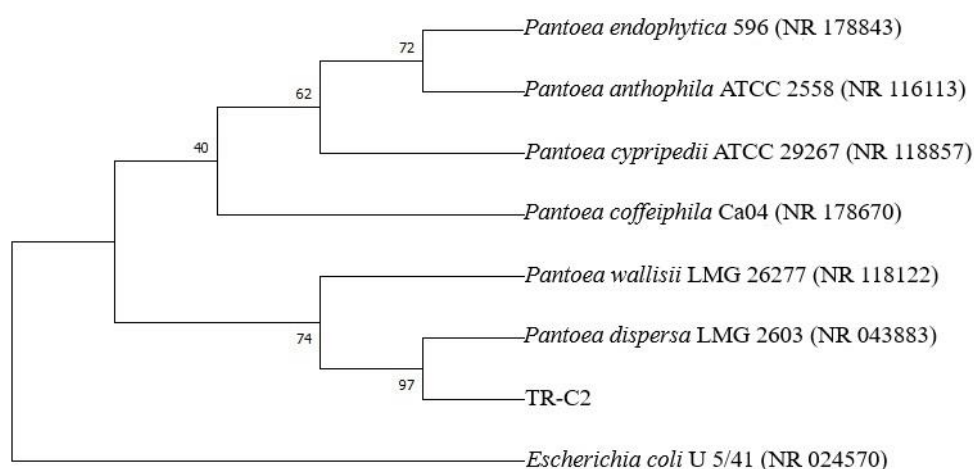 Pantoea endophytica 596 (NR 178843)
72
Pantoea anthophila ATCC 2558 (NR 116113)
62
Pantoea cypripedii ATCC 29267 (NR 118857)
40
Pantoea coffeiphila Ca04 (NR 178670)
Pantoea wallisii LMG 26277 (NR 118122)
74
Pantoea dispersa LMG 2603 (NR 043883)
97
TR-C2
Escherichia coli U 5/41 (NR 024570)